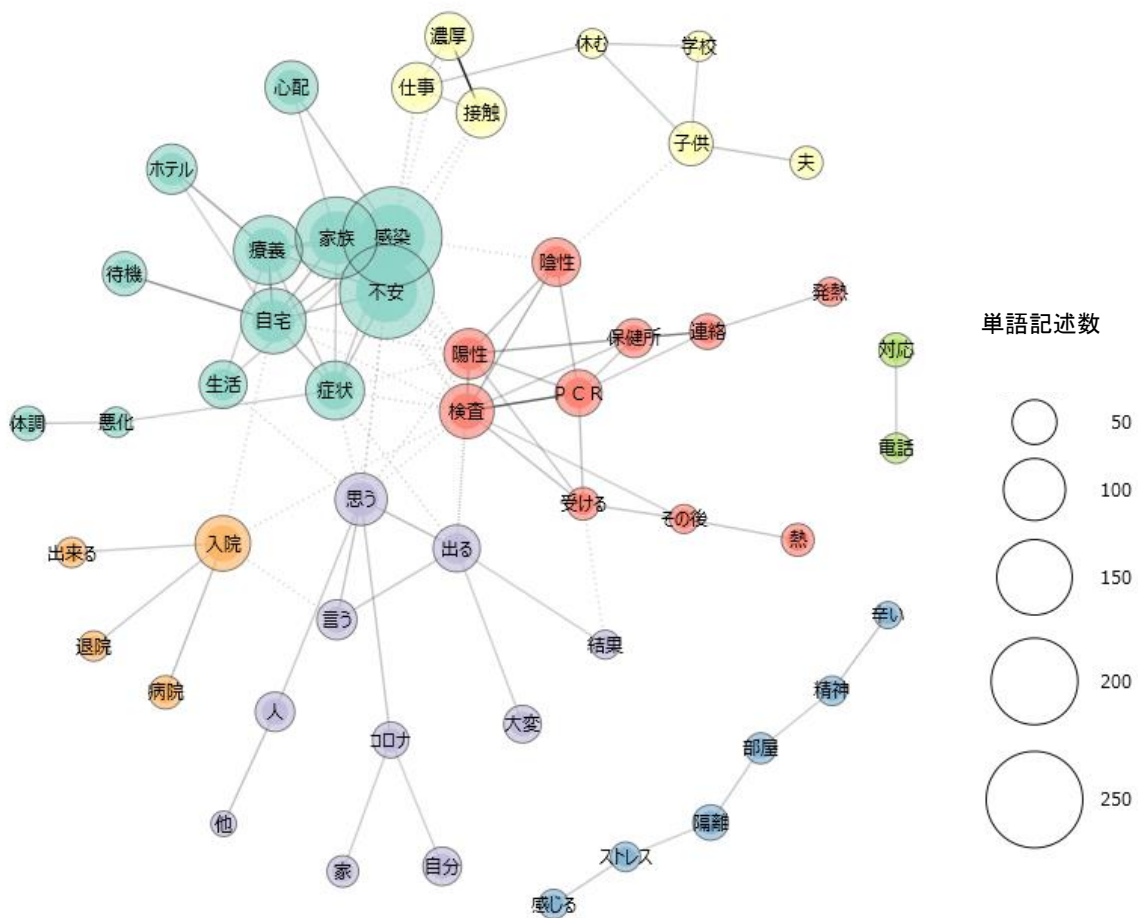 濃厚
休む
学校
心配
仕事
接触
子供
夫
ホテル
家族
感染
療養
陰性
待機
不安
発熱
単語記述数
自宅
保健所
連絡
対応
陽性
生活
症状
検査
ＰＣＲ
50
体調
悪化
電話
思う
受ける
その後
100
出来る
入院
出る
熱
150
言う
辛い
退院
結果
病院
精神
200
人
大変
コロナ
部屋
他
隔離
250
家
自分
ストレス
感じる